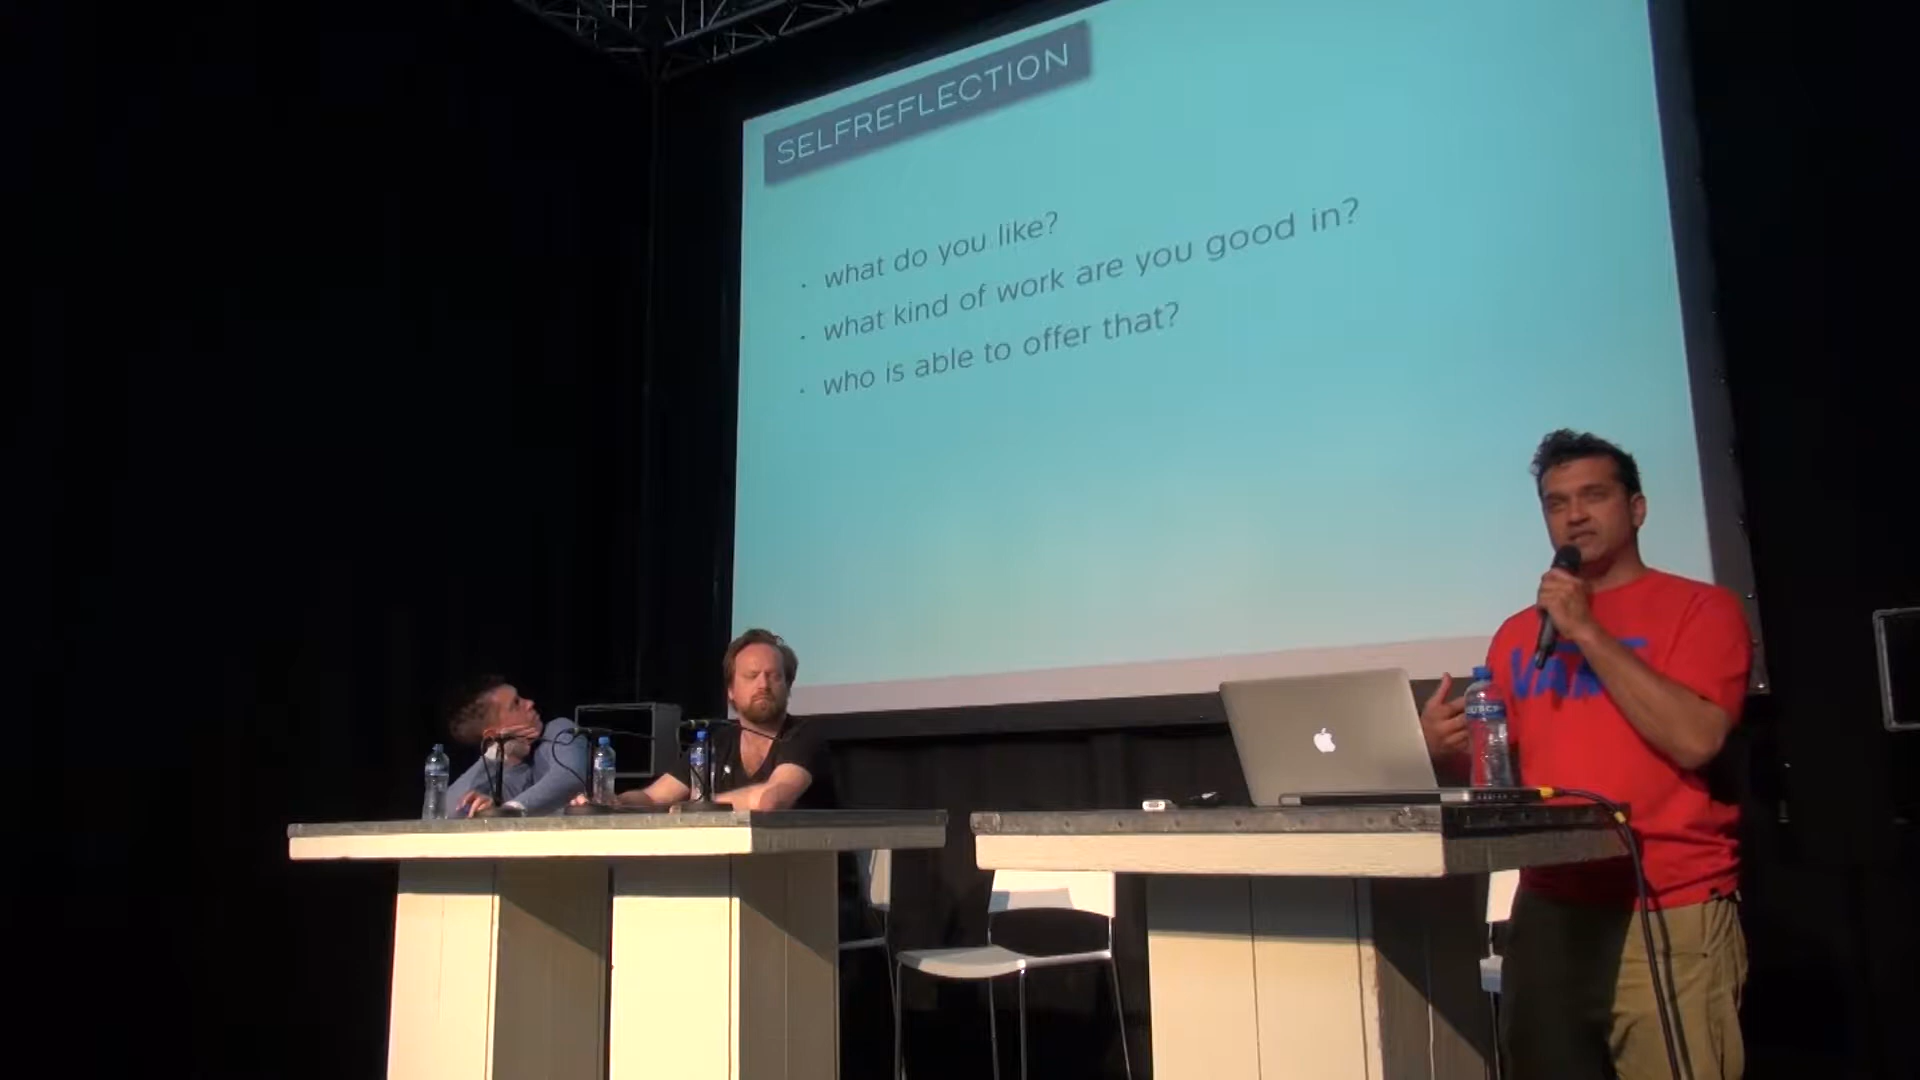 SELFREFLECTION
· what do you like?
· what kind of work are you good in?
· who is able to offer that?